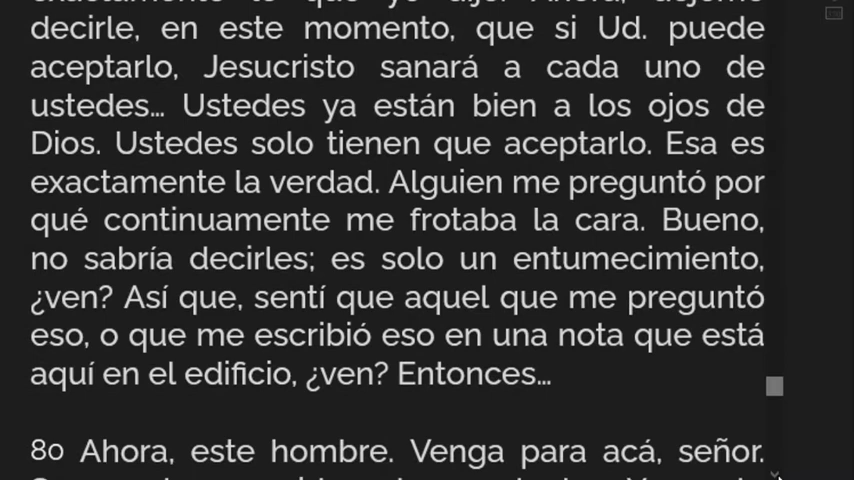 decirle, en este momento, que si Ud. puede
aceptarlo, Jesucristo sanará a cada uno de
ustedes... Ustedes ya están bien a los ojos de
Dios. Ustedes solo tienen que aceptarlo. Esa es
exactamente la verdad. Alguien me preguntó por
qué continuamente me frotaba la cara. Bueno,
no sabría decirles; es solo un entumecimiento,
¿ven? Así que, sentí que aquel que me preguntó
eso, o que me escribió eso en una nota que está
aquí en el edificio, ¿ven? Entonces...
80 Ahora, este hombre. Venga para acá, señor.